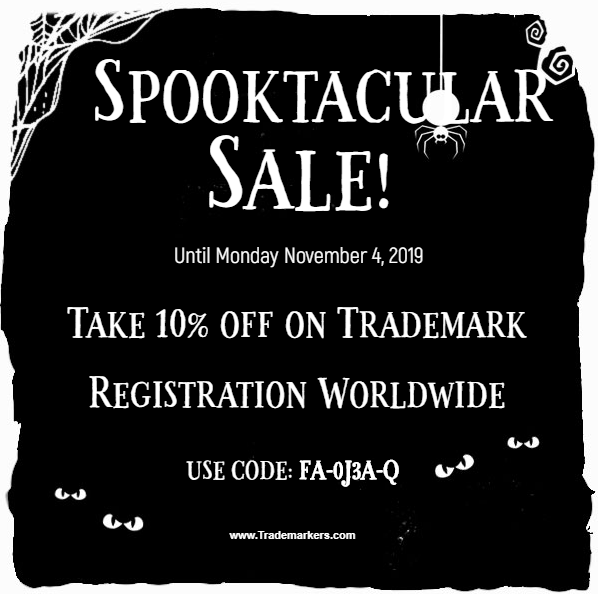 Spooktacular
Sale!
Until Monday November 4, 2019
Take 10% off on Trademark
Registration Worldwide
Use code: FA-0J3A-Q
www.Trademarkers.com